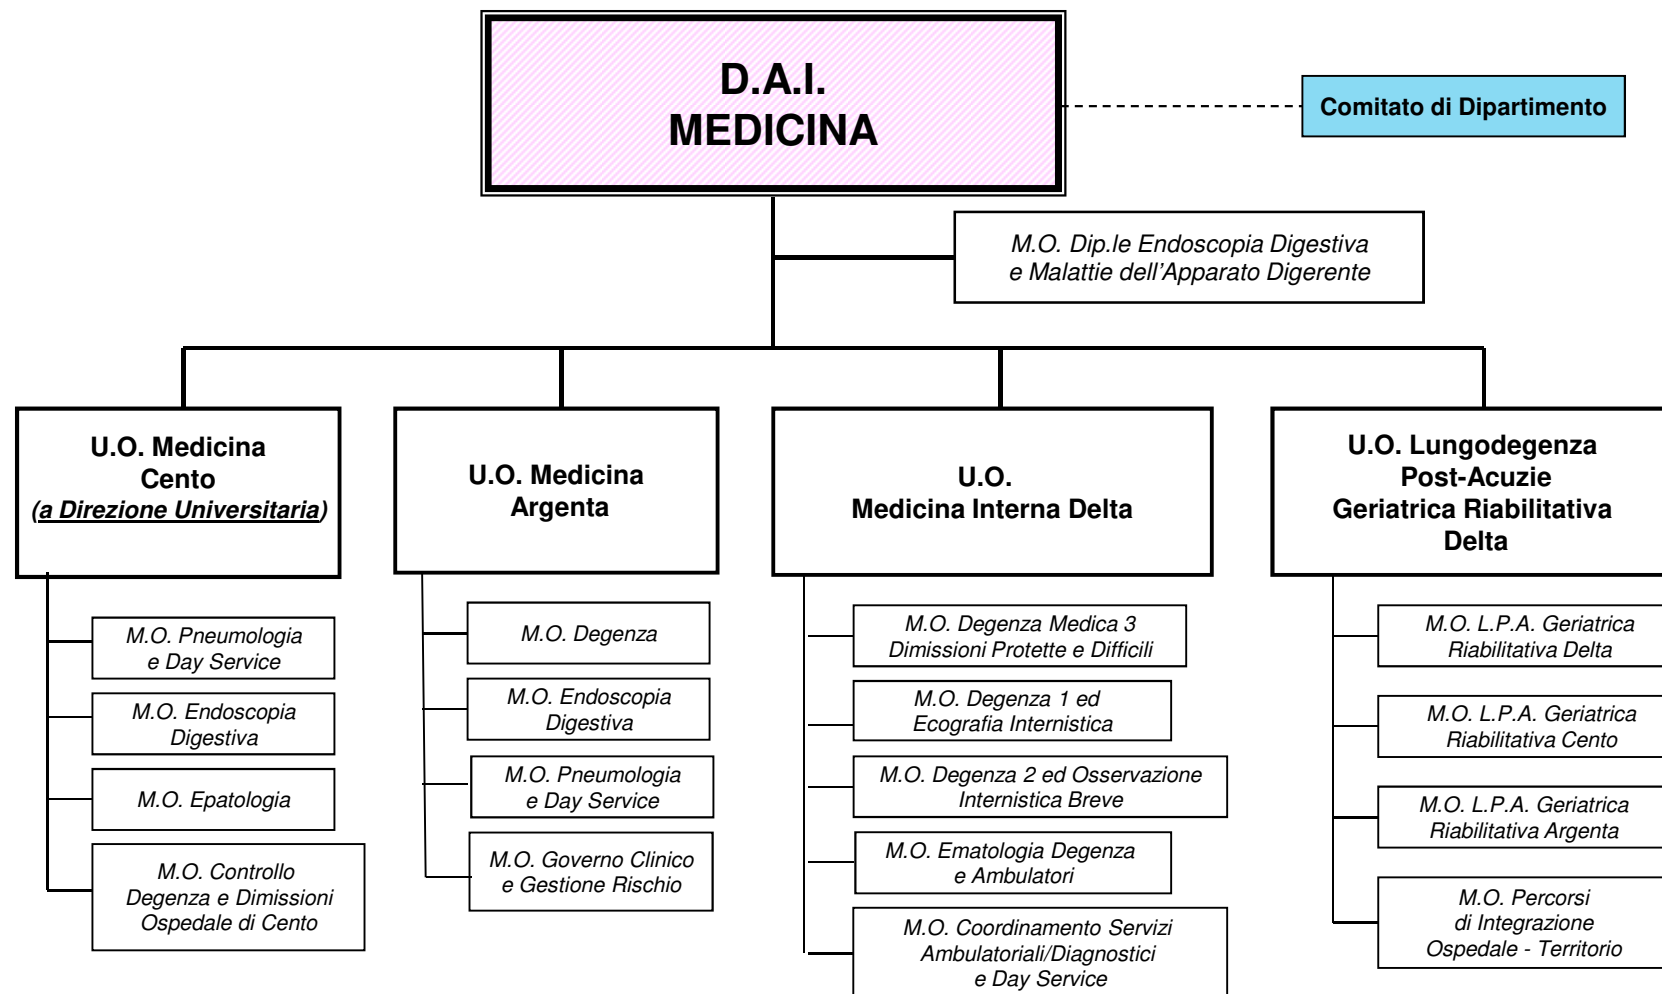 D.A.I.
MEDICINA
Comitato di Dipartimento
M.O. Dip.le Endoscopia Digestiva
e Malattie dell'Apparato Digerente
U.O. Medicina
Cento
(a Direzione Universitaria)
M.O. Pneumologia
e Day Service
M.O. Endoscopia
Digestiva
M.O. Epatologia
M.O. Controllo
Degenza e Dimissioni
Ospedale di Cento
U.O. Medicina
Argenta
M.O. Degenza
M.O. Endoscopia
Digestiva
M.O. Pneumologia
e Day Service
M.O. Governo Clinico
e Gestione Rischio
U.O.
Medicina Interna Delta
M.O. Degenza Medica 3
Dimissioni Protette e Difficili
M.O. Degenza 1 ed
Ecografia Internistica
M.O. Degenza 2 ed Osservazione
Internistica Breve
M.O. Ematologia Degenza
e Ambulatori
M.O. Coordinamento Servizi
Ambulatoriali/Diagnostici
e Day Service
U.O. Lungodegenza
Post-Acuzie
Geriatrica Riabilitativa
Delta
M.O. L.P.A. Geriatrica
Riabilitativa Delta
M.O. L.P.A. Geriatrica
Riabilitativa Cento
M.O. L.P.A. Geriatrica
Riabilitativa Argenta
M.O. Percorsi
di Integrazione
Ospedale - Territorio